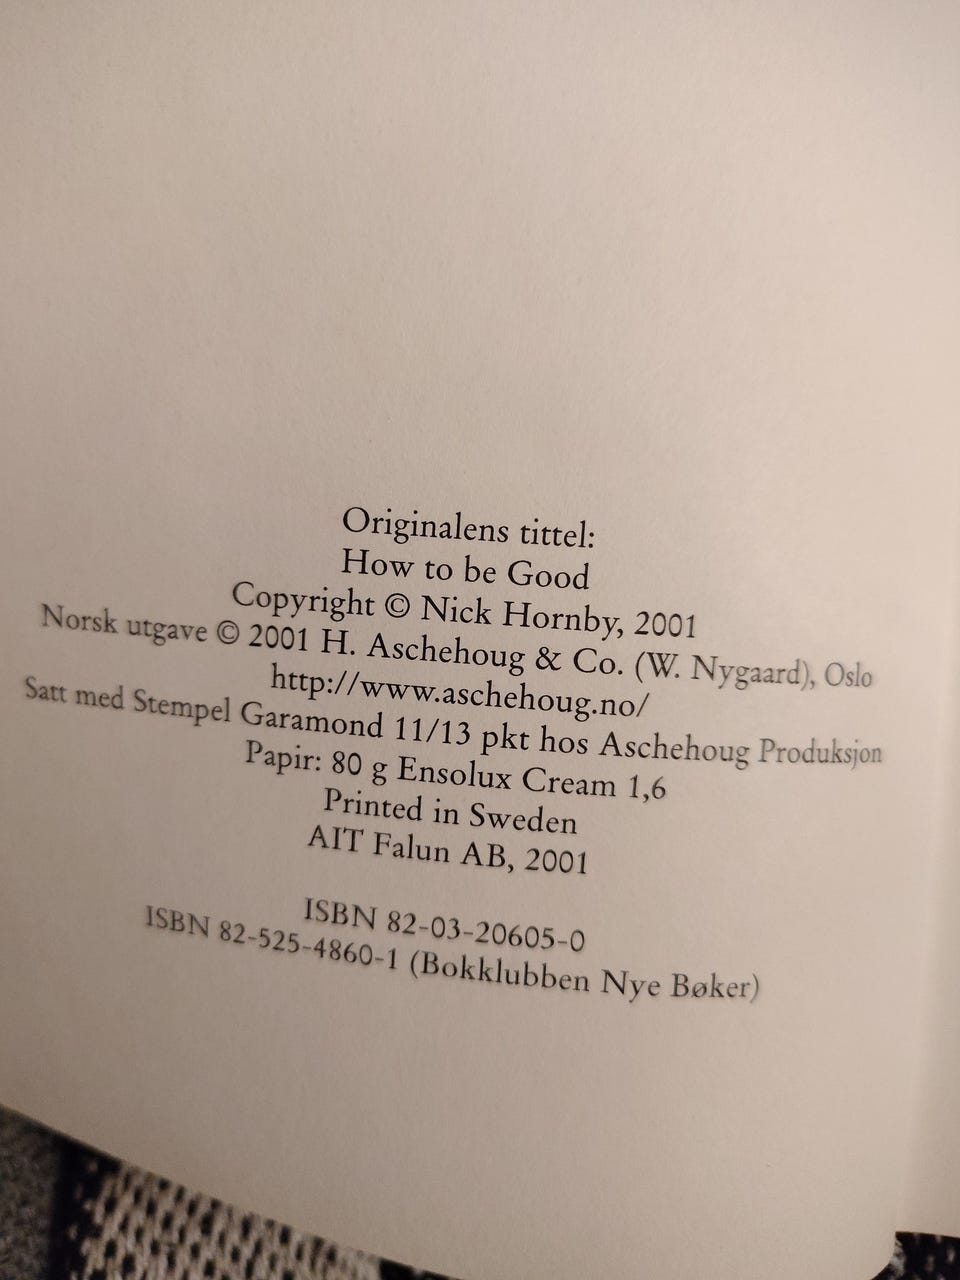 Originalens tittel:
How to be Good
Copyright © Nick Hornby, 2001
Norsk utgave © 2001 H. Aschehoug & Co. (W. Nygaard), Oslo
http://www.aschehoug.no/
Satt med Stempel Garamond 11/13 pkt hos Aschehoug Produksjon
Papir: 80 g Ensolux Cream 1,6
Printed in Sweden
AIT Falun AB, 2001
ISBN 82-03-20605-0
ISBN 82-525-4860-1 (Bokklubben Nye Bøker)